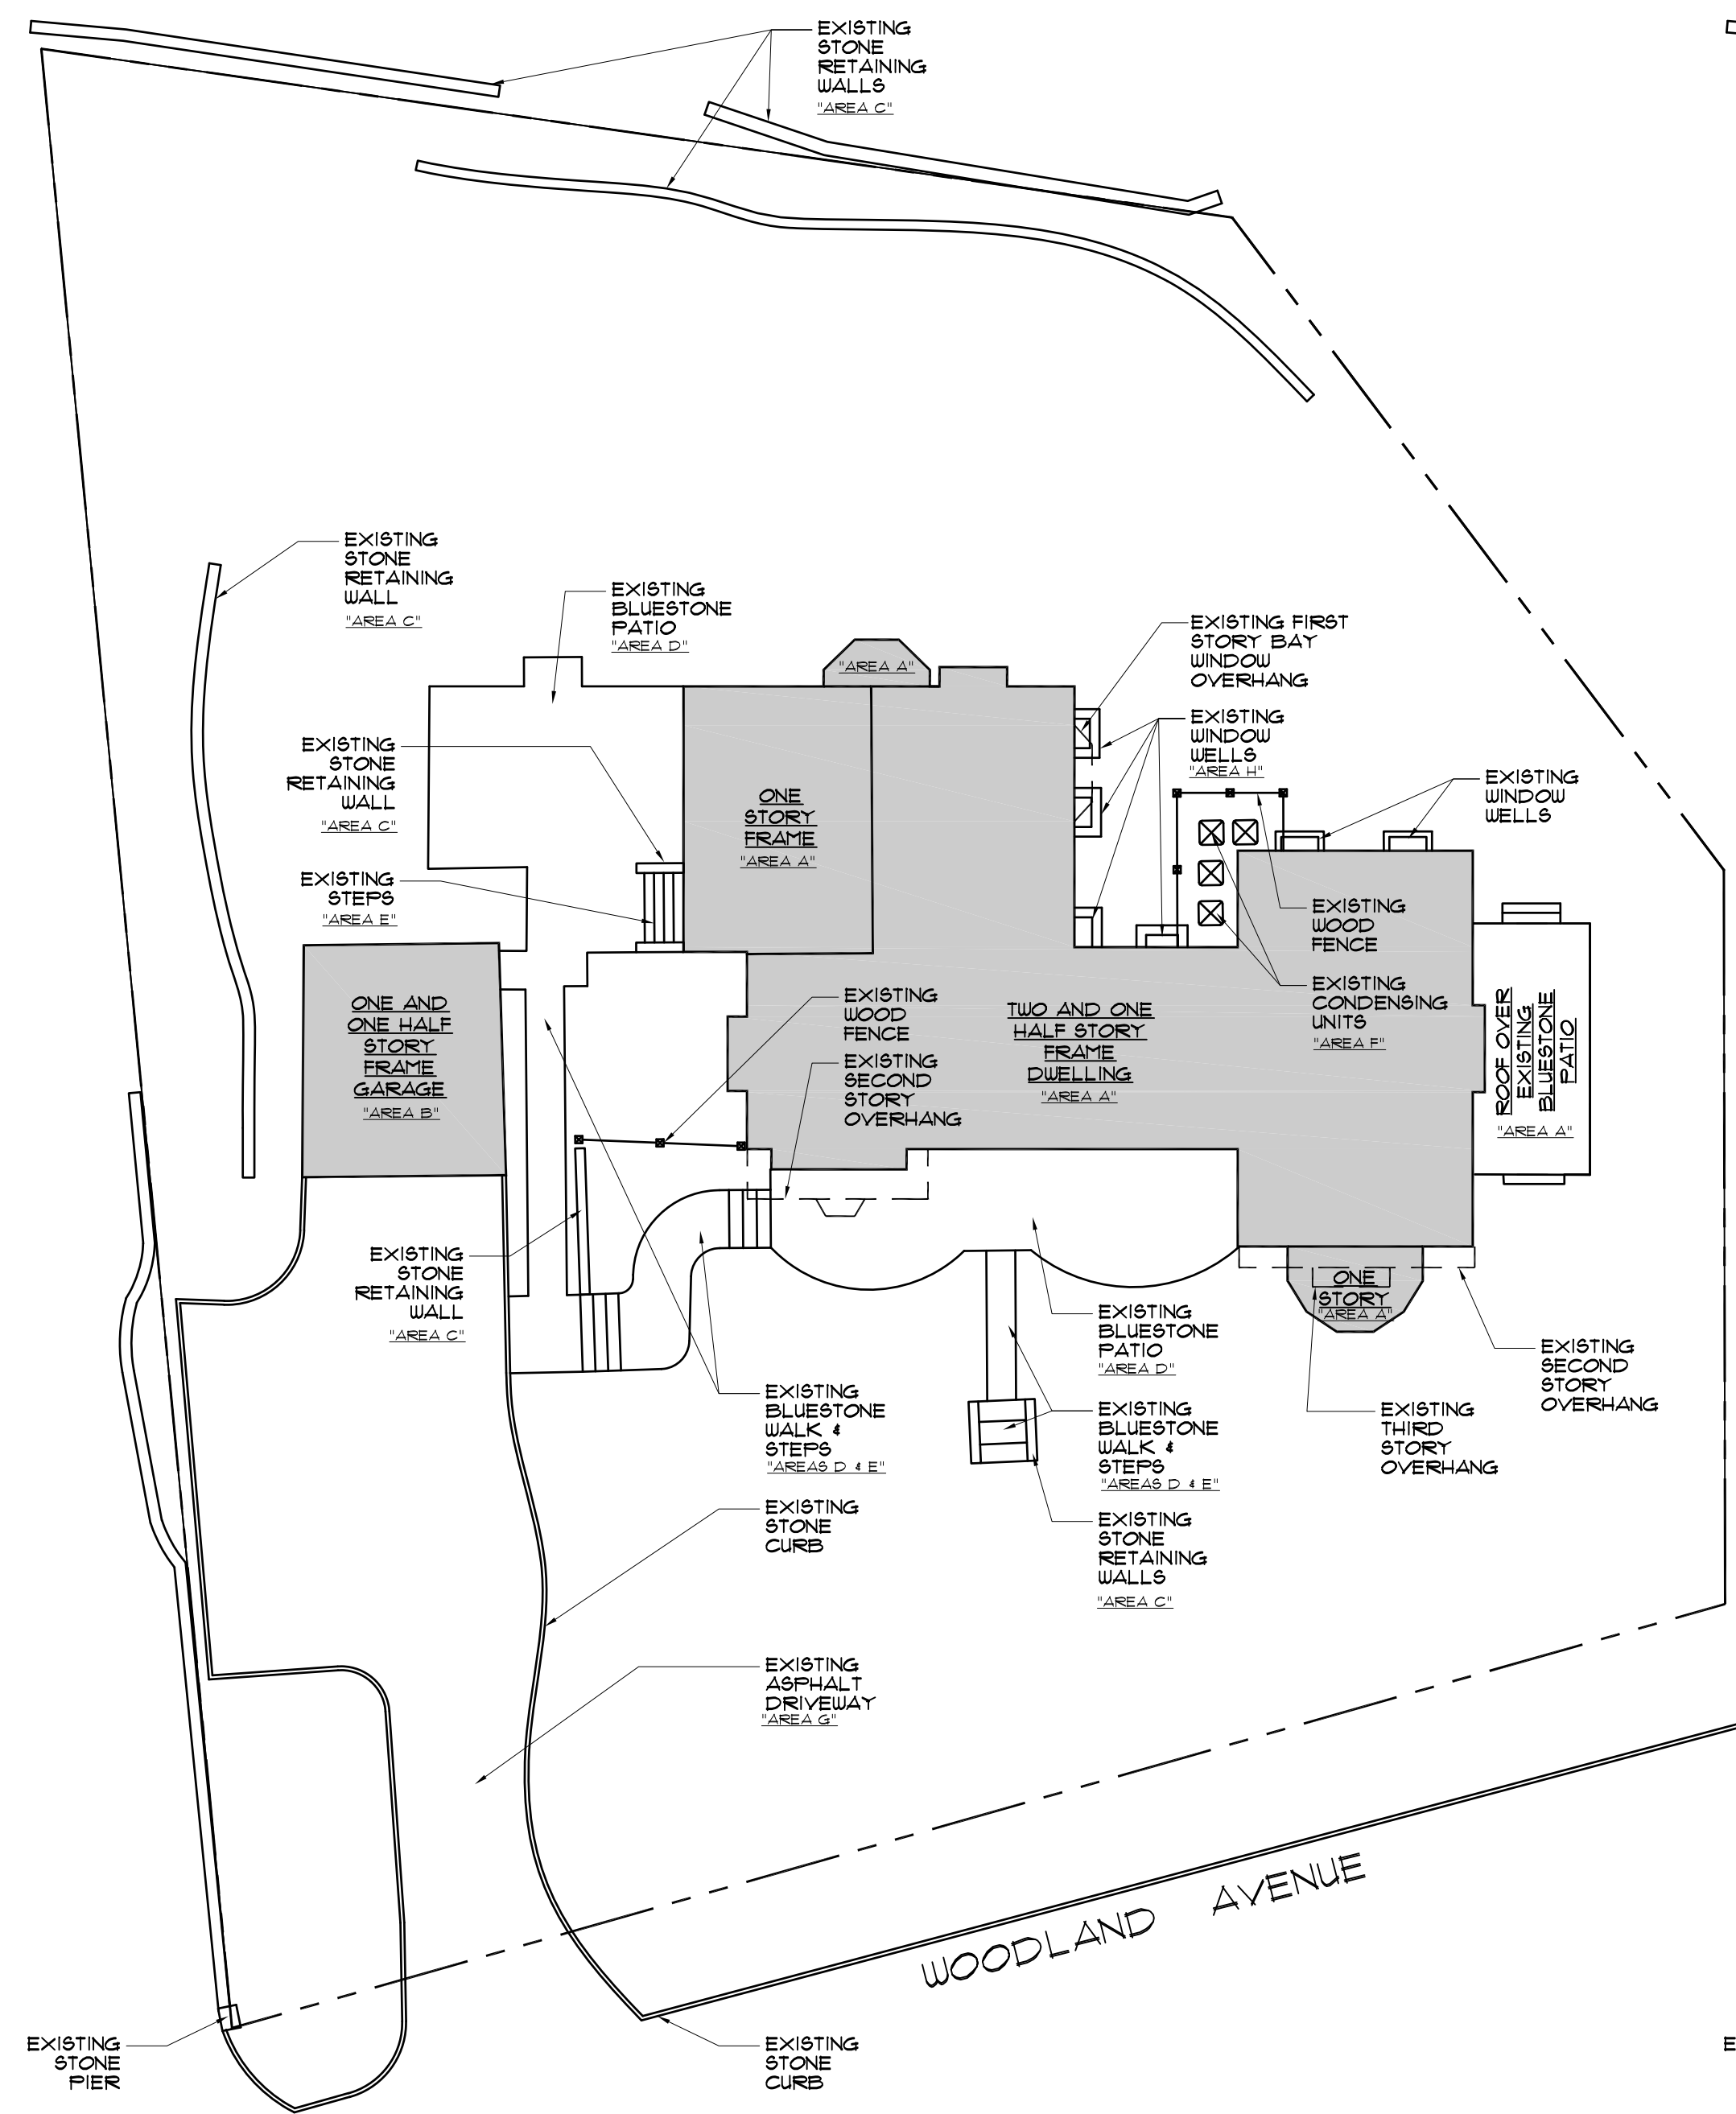 EXISTING
STONE
RETAINING
WALLS
"AREA C"
EXISTING
STONE
RETAINING
WALL
"AREA C"
EXISTING
BLUESTONE
PATIO
"AREA D"
"AREA A"
EXISTING FIRST
STORY BAY
WINDOW
OVERHANG
EXISTING
WINDOW
WELLS
"AREA H"
EXISTING
WINDOW
WELLS
EXISTING
STONE
RETAINING
WALL
"AREA C"
ONE
STORY
FRAME
"AREA A"
EXISTING
STEPS
"AREA E"
EXISTING
WOOD
FENCE
EXISTING
CONDENSING
UNITS
"AREA F"
ONE AND
ONE HALF
STORY
FRAME
GARAGE
"AREA B"
EXISTING
WOOD
FENCE
EXISTING
SECOND
STORY
OVERHANG
TWO AND ONE
HALF STORY
FRAME
DWELLING
"AREA A"
ROOF OVER
EXISTING
BLUESTONE
PATIO
"AREA A"
EXISTING
STONE
RETAINING
WALL
"AREA C"
ONE
STORY
"AREA A"
EXISTING
BLUESTONE
PATIO
"AREA D"
EXISTING
SECOND
STORY
OVERHANG
EXISTING
BLUESTONE
WALK &
STEPS
"AREAS D & E"
EXISTING
BLUESTONE
WALK &
STEPS
"AREAS D & E"
EXISTING
THIRD
STORY
OVERHANG
EXISTING
STONE
CURB
EXISTING
STONE
RETAINING
WALLS
"AREA C"
EXISTING
ASPHALT
DRIVEWAY
"AREA G"
WOODLAND AVENUE
EXISTING
STONE
PIER
EXISTING
STONE
CURB
E